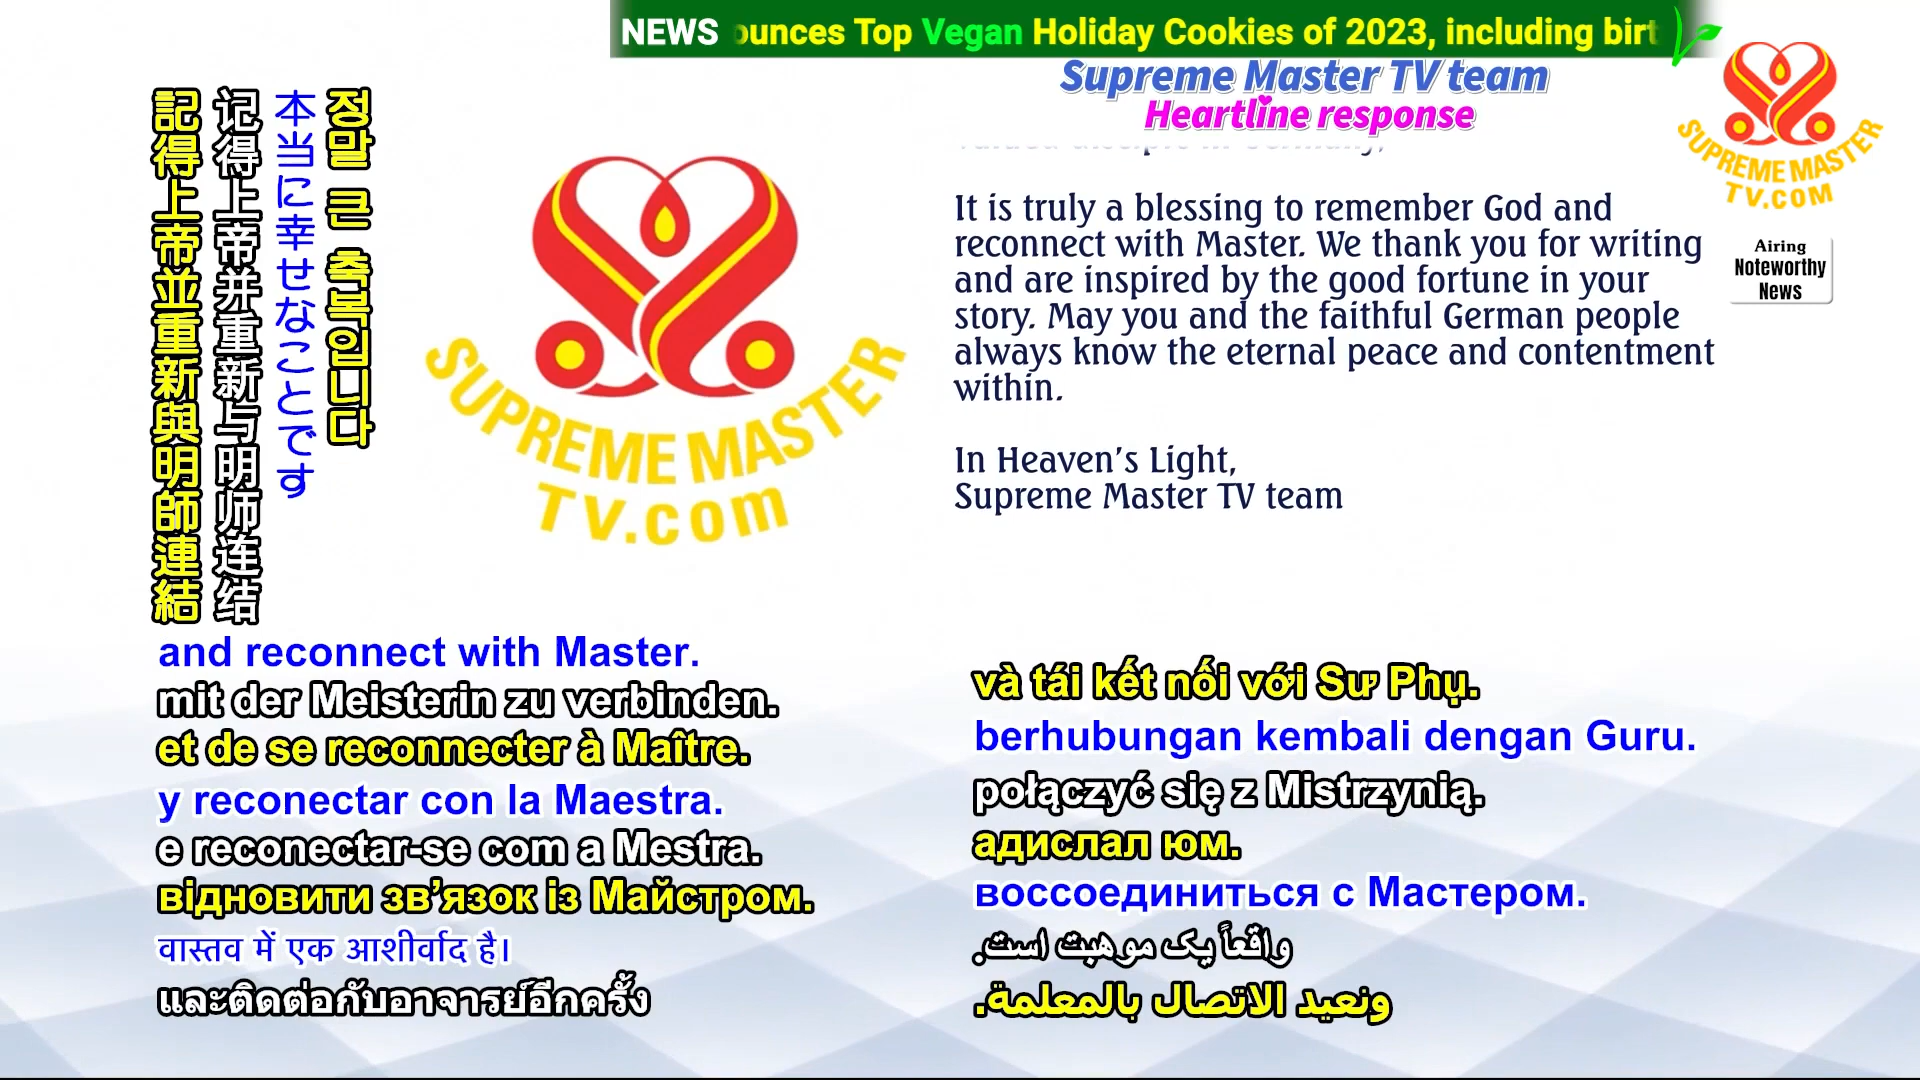 NEWS ounces Top Vegan Holiday Cookies of 2023, including birt
Supreme Master TV team
Heartline response
It is truly a blessing to remember God and
reconnect with Master. We thank you for writing
and are inspired by the good fortune in your
story. May you and the faithful German people
always know the eternal peace and contentment
within.
In Heaven's Light,
Supreme Master TV team
SUPREME MASTER
TV.COM
Airing
Noteworthy
News
정말 큰 축복입니다
本当に幸せなことです
记得上帝并重新与明师连结
記得上帝並重新與明師連結
SUPREME MASTER
TV.com
and reconnect with Master.
mit der Meisterin zu verbinden.
et de se reconnecter à Maître.
y reconectar con la Maestra.
e reconectar-se com a Mestra.
відновити зв’язок із Майстром.
वास्तव में एक आशीर्वाद है।
และติดต่อกับอาจารย์อีกครั้ง
và tái kết nối với Sư Phụ.
berhubungan kembali dengan Guru.
połączyć się z Mistrzynią.
адислал юм.
воссоединиться с Мастером.
واقعاً یک موهبت است.
ونعيد الاتصال بالمعلمة.